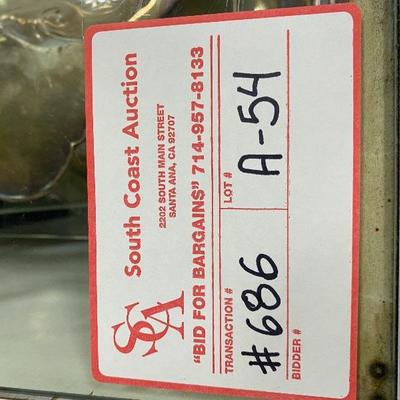 SCA
South Coast Auction
2202 SOUTH MAIN STREET
SANTA ANA, CA 92707
"BID FOR BARGAINS" 714-957-8133
TRANSACTION # LOT #
#686 A-54
BIDDER #